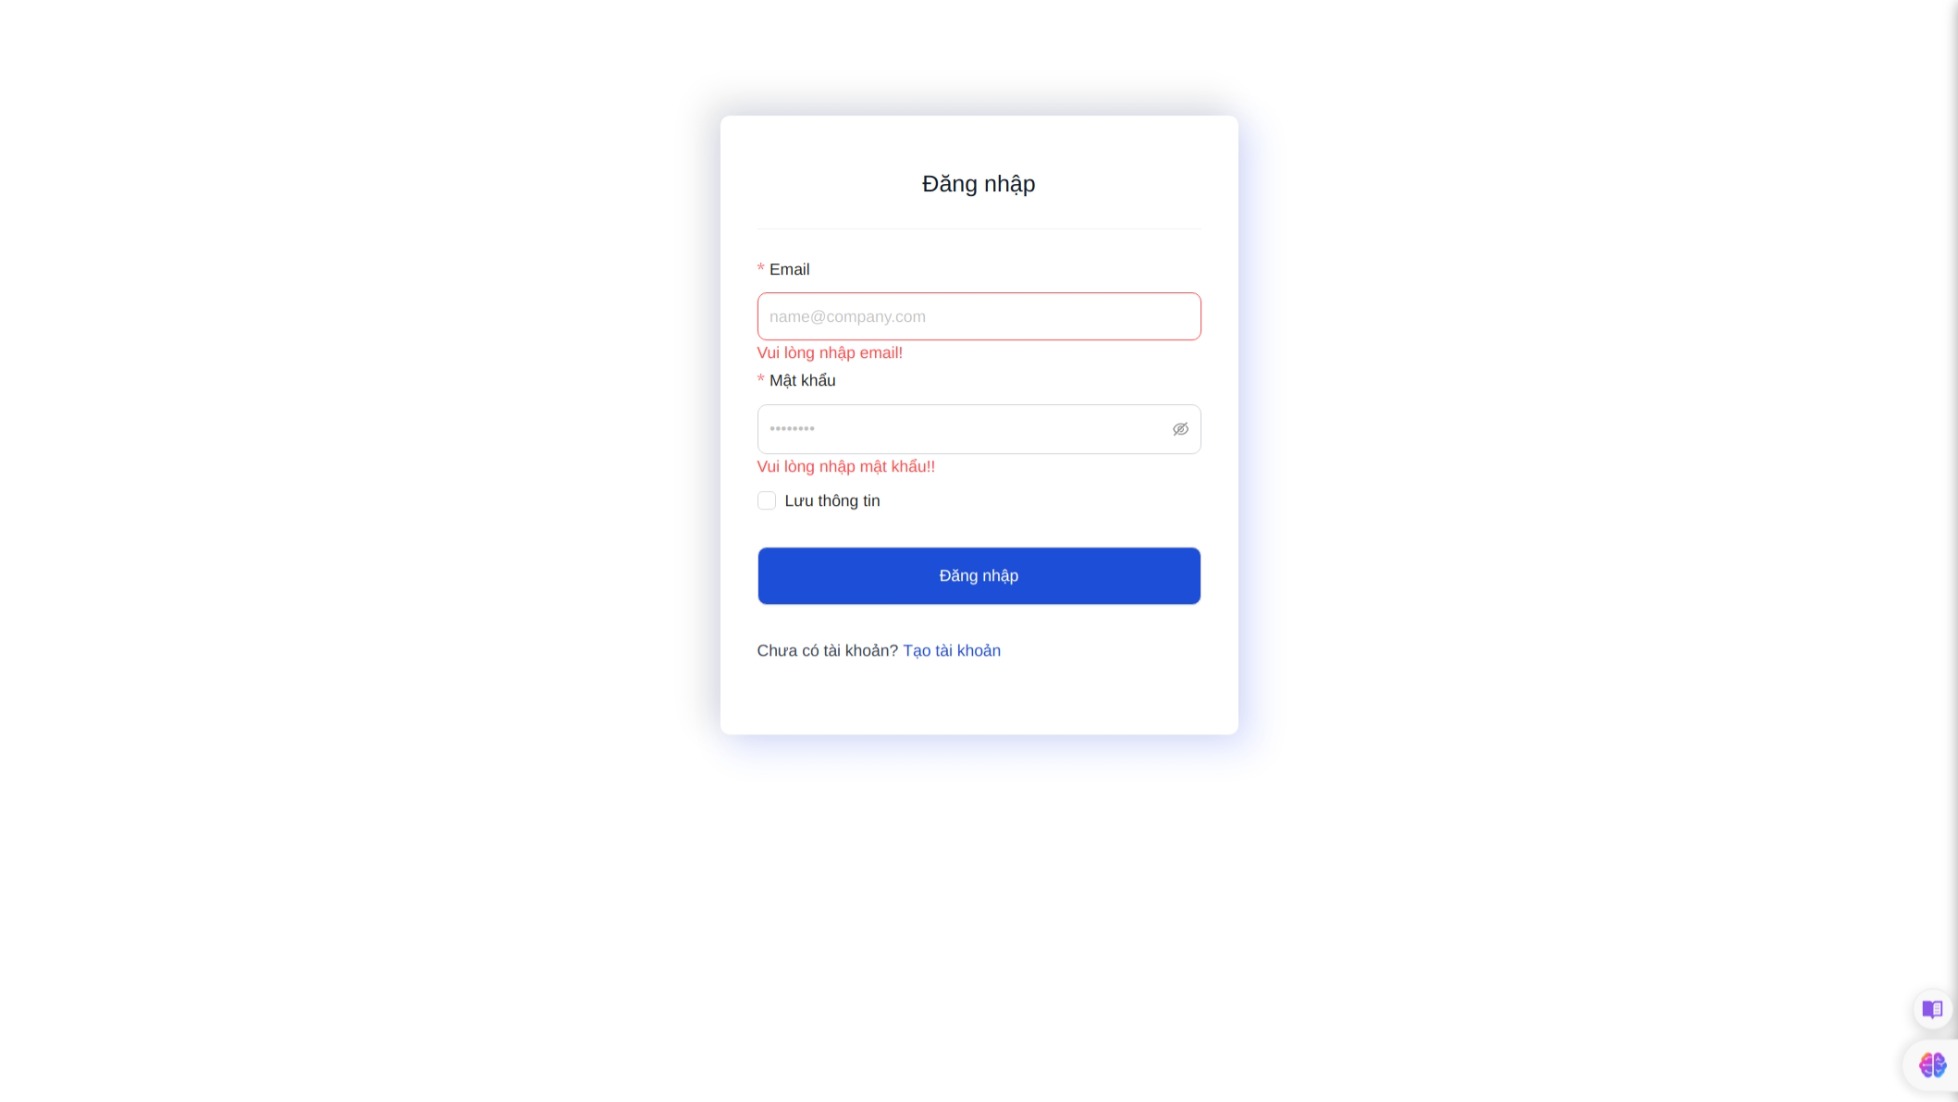 Đăng nhập
* Email
name@company.com
Vui lòng nhập email!
* Mật khẩu
••••••••
Vui lòng nhập mật khẩu!!
Lưu thông tin
Đăng nhập
Chưa có tài khoản? Tạo tài khoản